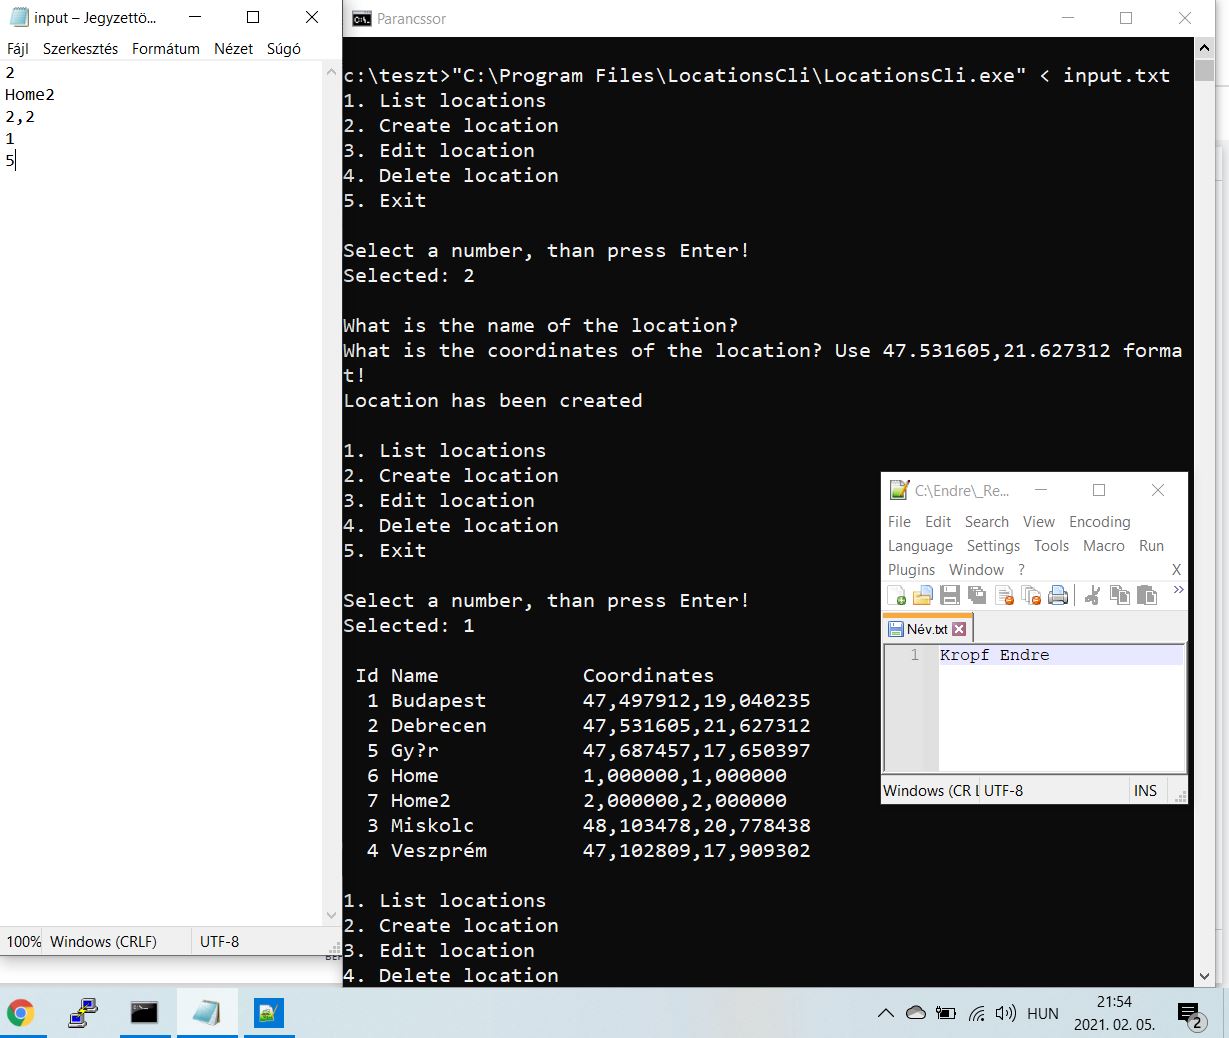 input – Jegyzettö...
Fájl Szerkesztés Formátum Nézet Súgó
2
Home2
2,2
1
5
100% Windows (CRLF) UTF-8
Parancssor
c:\teszt>"C:\Program Files\LocationsCli\LocationsCli.exe" < input.txt
1. List locations
2. Create location
3. Edit location
4. Delete location
5. Exit
Select a number, than press Enter!
Selected: 2
What is the name of the location?
What is the coordinates of the location? Use 47.531605,21.627312 forma
t!
Location has been created
1. List locations
2. Create location
3. Edit location
4. Delete location
5. Exit
Select a number, than press Enter!
Selected: 1
Id Name Coordinates
1 Budapest 47,497912,19,040235
2 Debrecen 47,531605,21,627312
5 Gy?r 47,687457,17,650397
6 Home 1,000000,1,000000
7 Home2 2,000000,2,000000
3 Miskolc 48,103478,20,778438
4 Veszprém 47,102809,17,909302
1. List locations
2. Create location
3. Edit location
4. Delete location
C:\Endre\_Re...
File Edit Search View Encoding
Language Settings Tools Macro Run
Plugins Window ? X
Név.txt
1 Kropf Endre
Windows (CR L UTF-8 INS
HUN
21:54
2021. 02. 05.
2